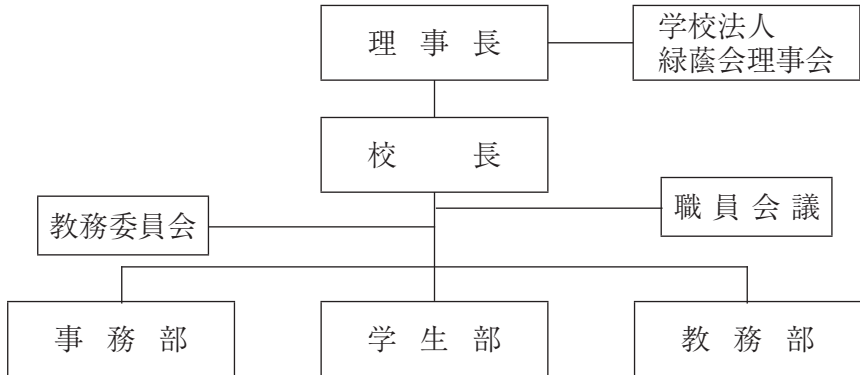 理事長
学校法人
緑蔭会理事会
校長
職員会議
教務委員会
事務部
学生部
教務部